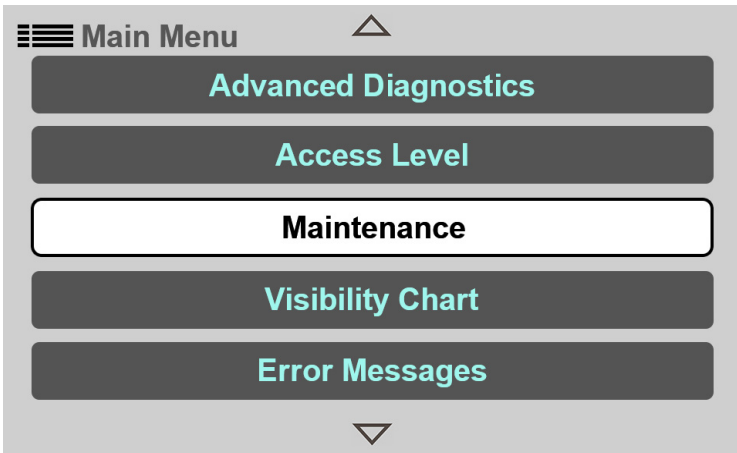 Main Menu
Advanced Diagnostics
Access Level
Maintenance
Visibility Chart
Error Messages